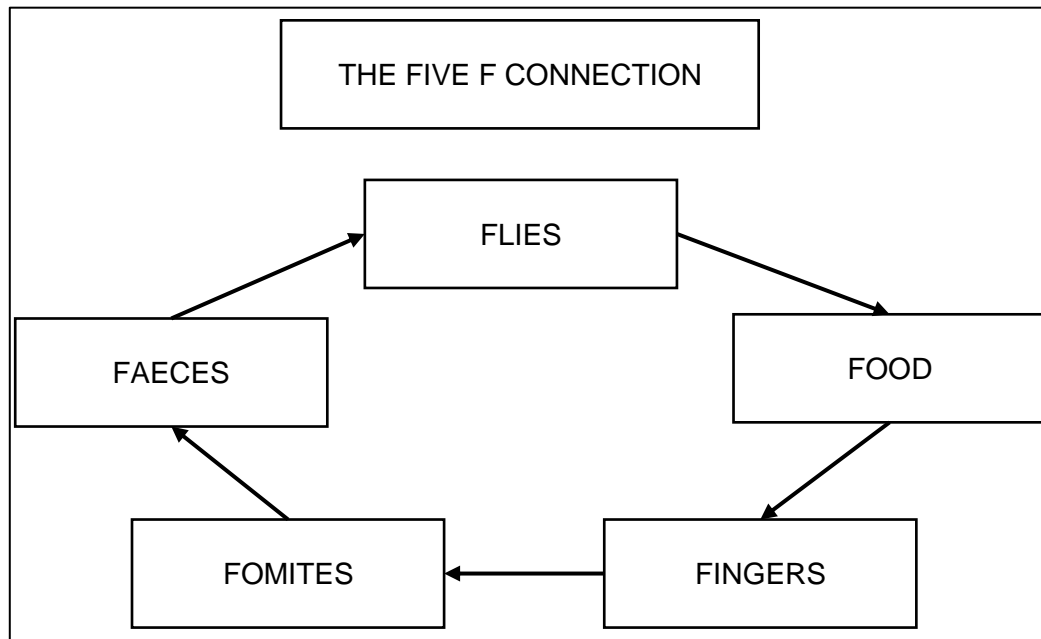 THE FIVE F CONNECTION
FLIES
FAECES
FOOD
FOMITES
FINGERS